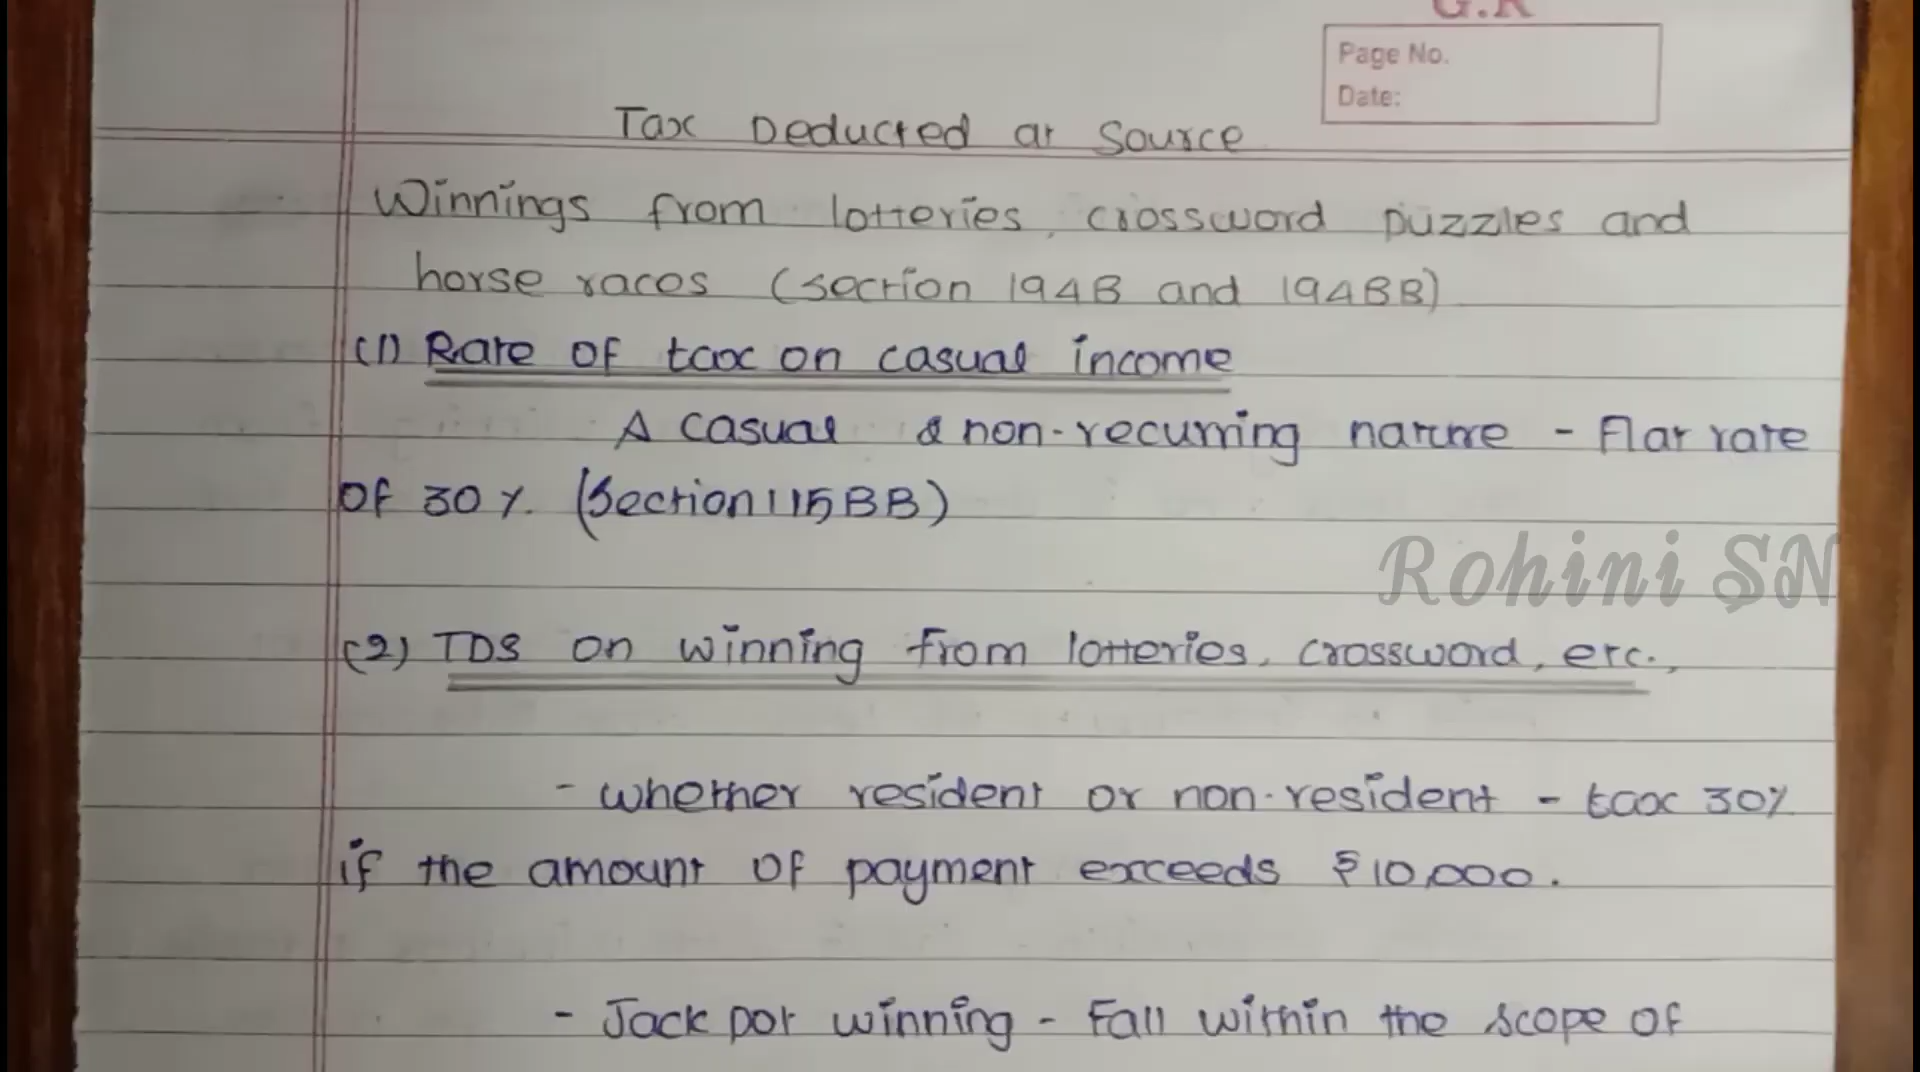 G.R
Page No.
Date:
Tax Deducted at Source
Winnings from lotteries, crossword puzzles and
horse races (section 194B and 194BB)
(1) Rate of tax on casual income
A casual & non-recurring nature - Flat rate
of 30%. (Section 115BB)
Rohini SN
(2) TDS on winning from lotteries, crossword, etc.,
- whether resident or non-resident - tax 30%
if the amount of payment exceeds ₹10,000.
- Jack pot winning - Fall within the scope of